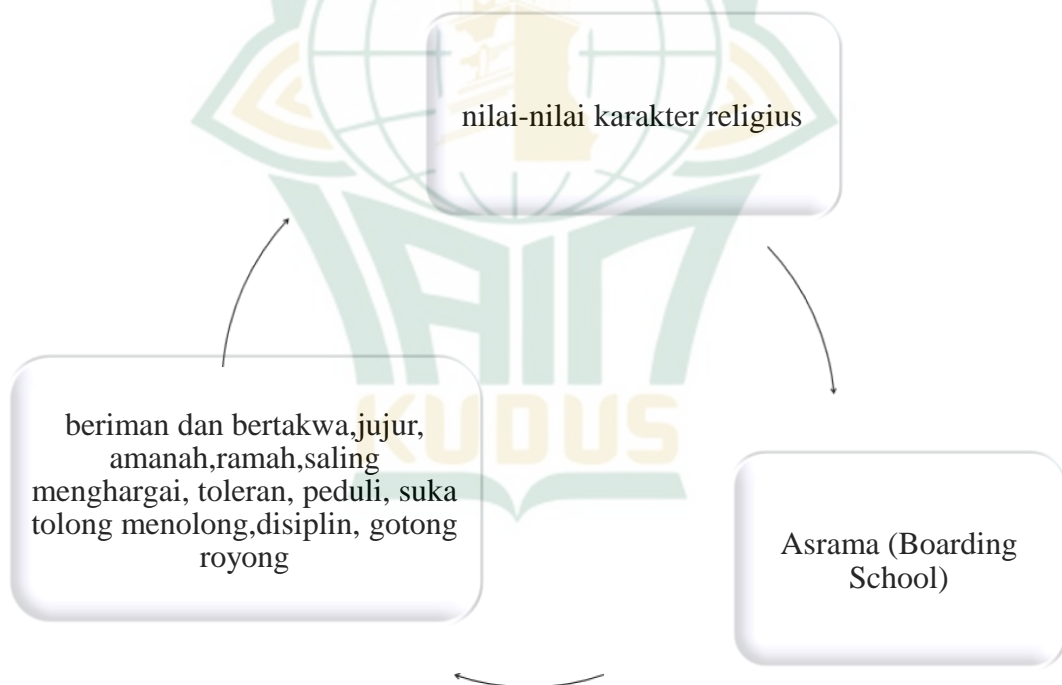 nilai-nilai karakter religius
beriman dan bertakwa,jujur,
amanah,ramah,saling
menghargai, toleran, peduli, suka
tolong menolong,disiplin, gotong
royong
Asrama (Boarding
School)
IAIN
KUDUS